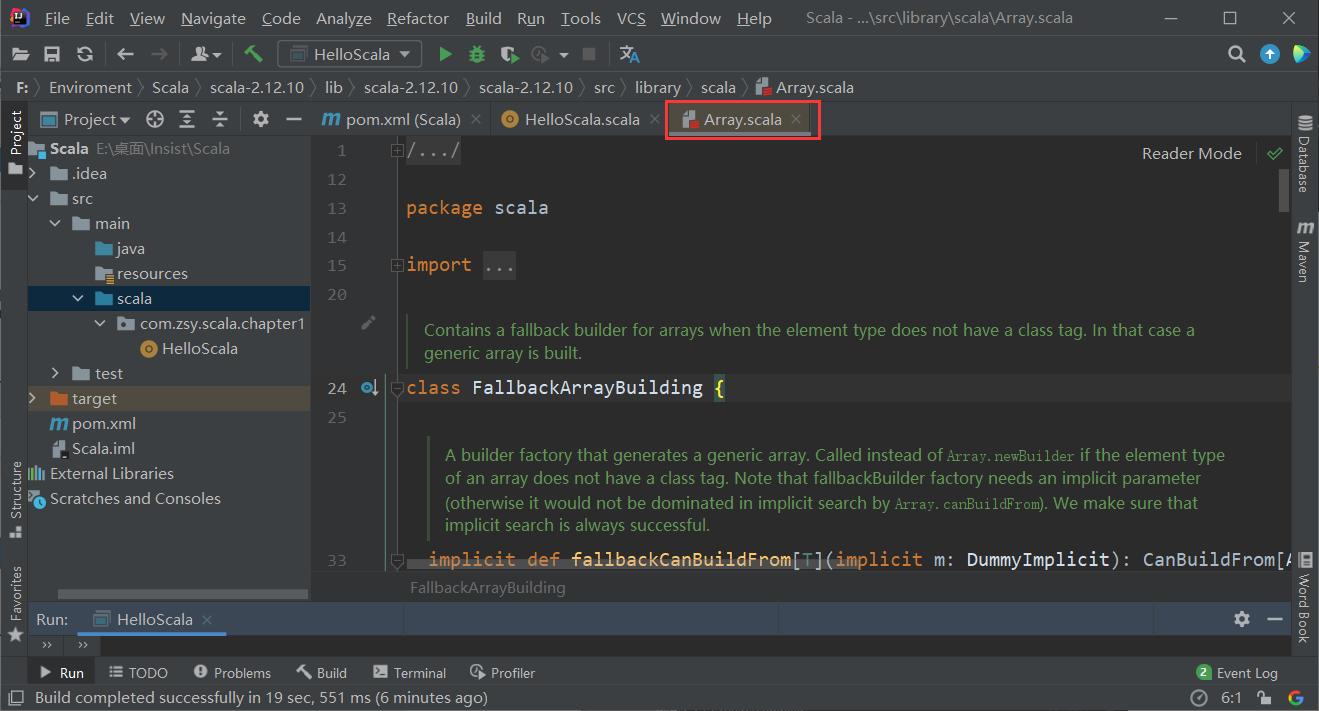 File Edit View Navigate Code Analyze Refactor Build Run Tools VCS Window Help Scala - ...\src\library\scala\Array.scala
HelloScala
F: Enviroment Scala scala-2.12.10 lib scala-2.12.10 scala-2.12.10 src library scala Array.scala
Project
Project
pom.xml (Scala)
HelloScala.scala
Array.scala
Scala E:\桌面\Insist\Scala
.idea
src
main
java
resources
scala
com.zsy.scala.chapter1
HelloScala
test
target
pom.xml
Scala.iml
External Libraries
Scratches and Consoles
Structure
Favorites
Reader Mode
1 /.../
12
13 package scala
14
15 import ...
20
Contains a fallback builder for arrays when the element type does not have a class tag. In that case a
generic array is built.
24 class FallbackArrayBuilding {
25
A builder factory that generates a generic array. Called instead of Array.newBuilder if the element type
of an array does not have a class tag. Note that fallbackBuilder factory needs an implicit parameter
(otherwise it would not be dominated in implicit search by Array.canBuildFrom). We make sure that
implicit search is always successful.
33 implicit def fallbackCanBuildFrom[T](implicit m: DummyImplicit): CanBuildFrom[A
FallbackArrayBuilding
Database
Maven
Word Book
Run: HelloScala
Run TODO Problems Build Terminal Profiler 2 Event Log
Build completed successfully in 19 sec, 551 ms (6 minutes ago) 6:1